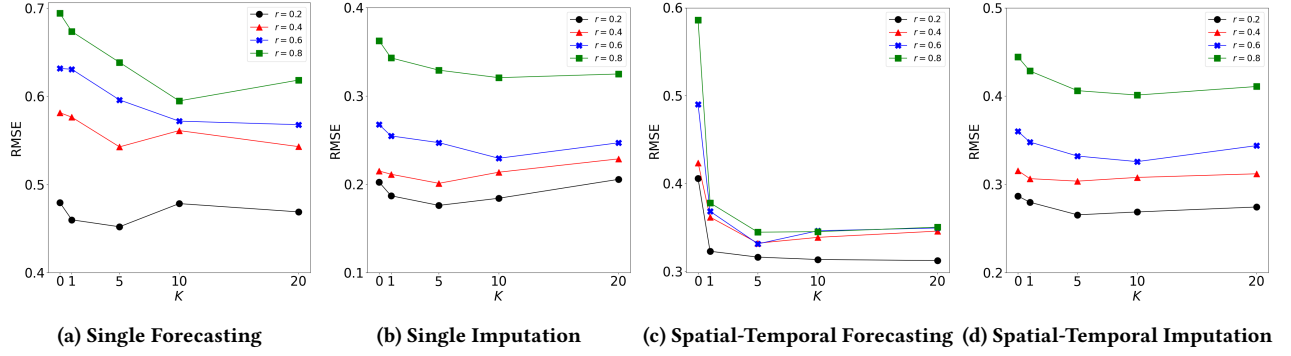 0.7
0.6
0.5
0.4
RMSE
0 1 5 10 20
K
r = 0.2
r = 0.4
r = 0.6
r = 0.8
(a) Single Forecasting
0.4
0.3
0.2
0.1
RMSE
0 1 5 10 20
K
r = 0.2
r = 0.4
r = 0.6
r = 0.8
(b) Single Imputation
0.6
0.5
0.4
0.3
RMSE
0 1 5 10 20
K
r = 0.2
r = 0.4
r = 0.6
r = 0.8
(c) Spatial-Temporal Forecasting
0.5
0.4
0.3
0.2
RMSE
0 1 5 10 20
K
r = 0.2
r = 0.4
r = 0.6
r = 0.8
(d) Spatial-Temporal Imputation